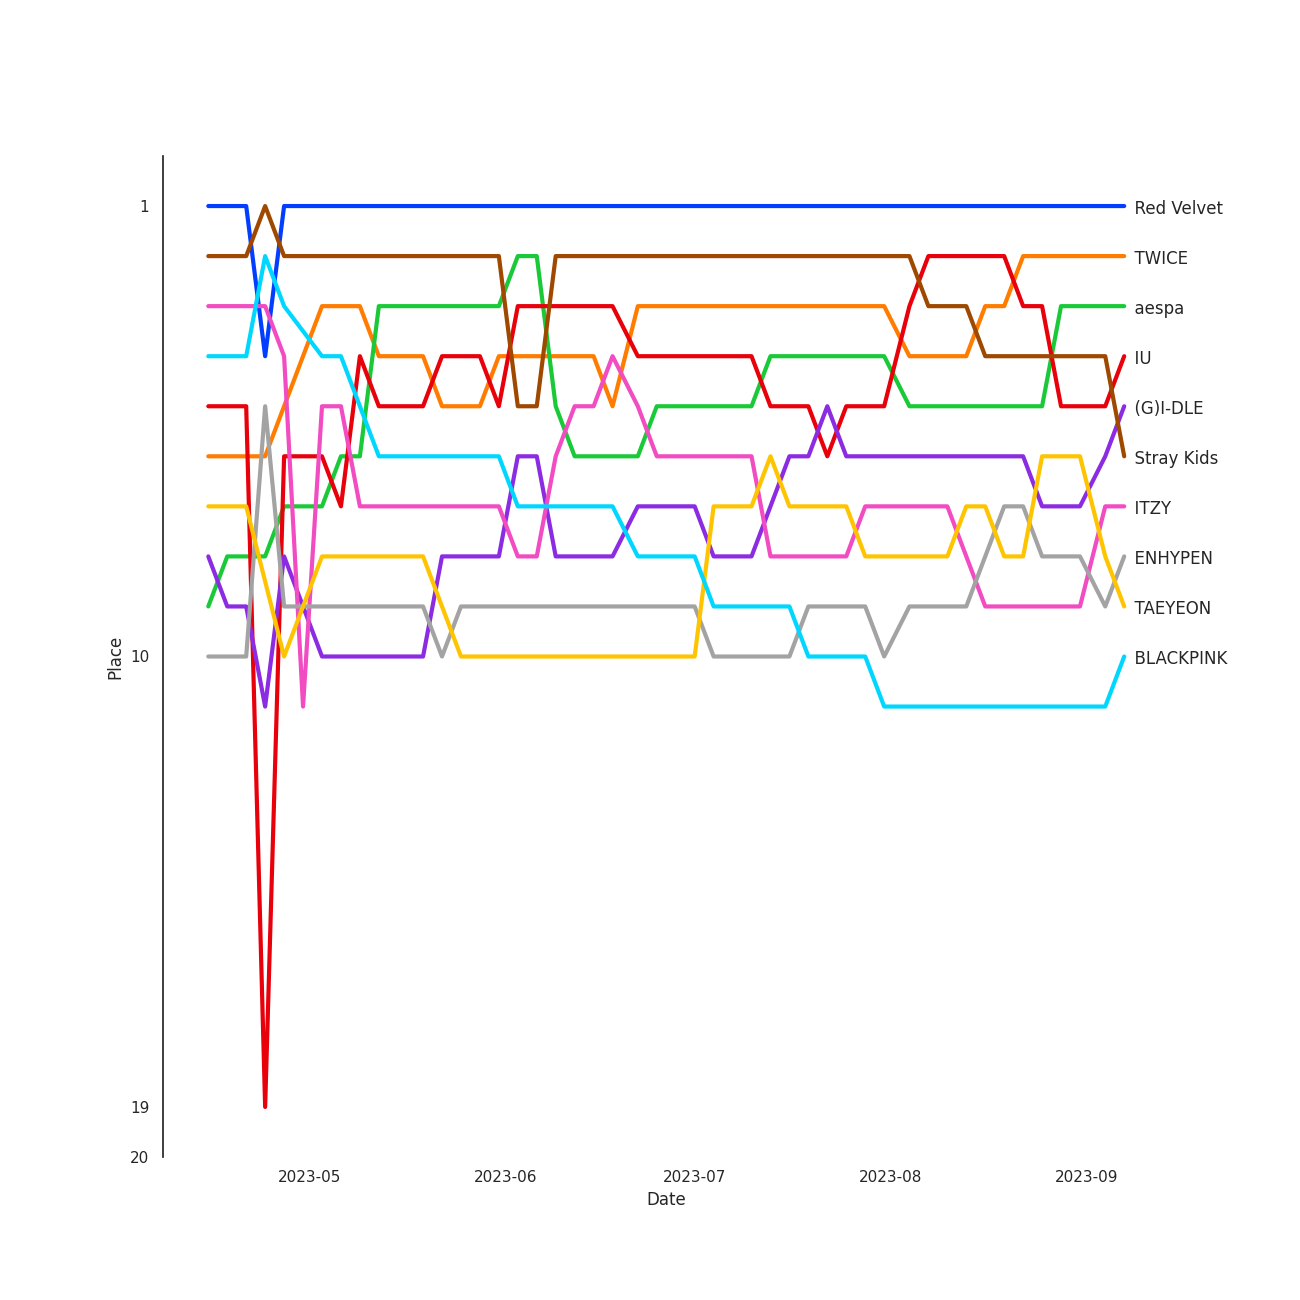 1
10
19
20
Place
Red Velvet
TWICE
aespa
IU
(G)I-DLE
Stray Kids
ITZY
ENHYPEN
TAEYEON
BLACKPINK
2023-05 2023-06 2023-07 2023-08 2023-09
Date